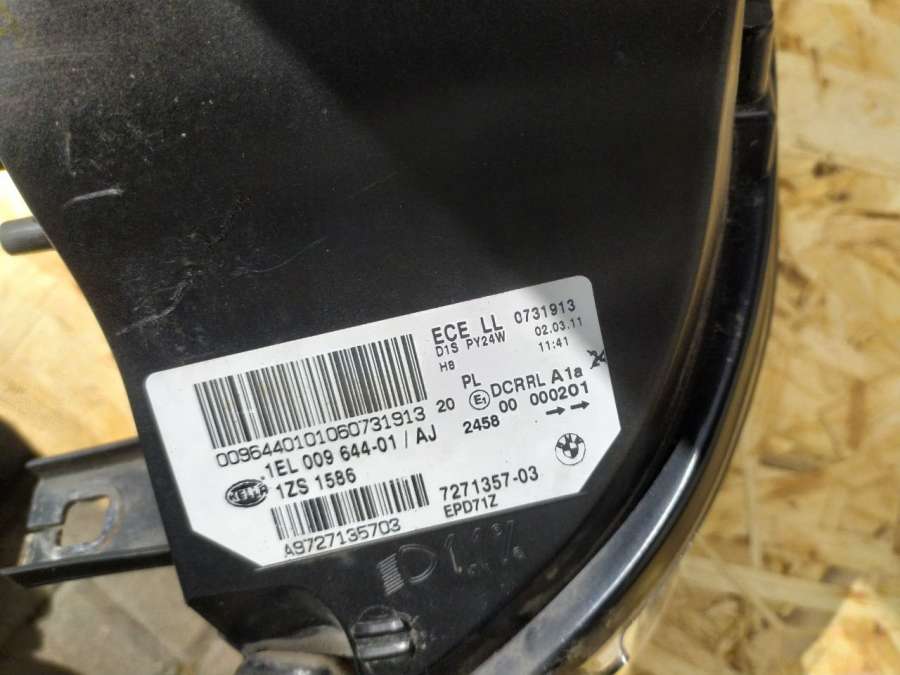 ECE LL 0731913
D1S PY24W 02.03.11
H8 11:41
PL
20 E1 DCRRL A1a
2458 00 000201
0096440101060731913
1EL 009 644-01 / AJ
HELLA 1ZS 1586
7271357-03
EPD71Z
A9727135703